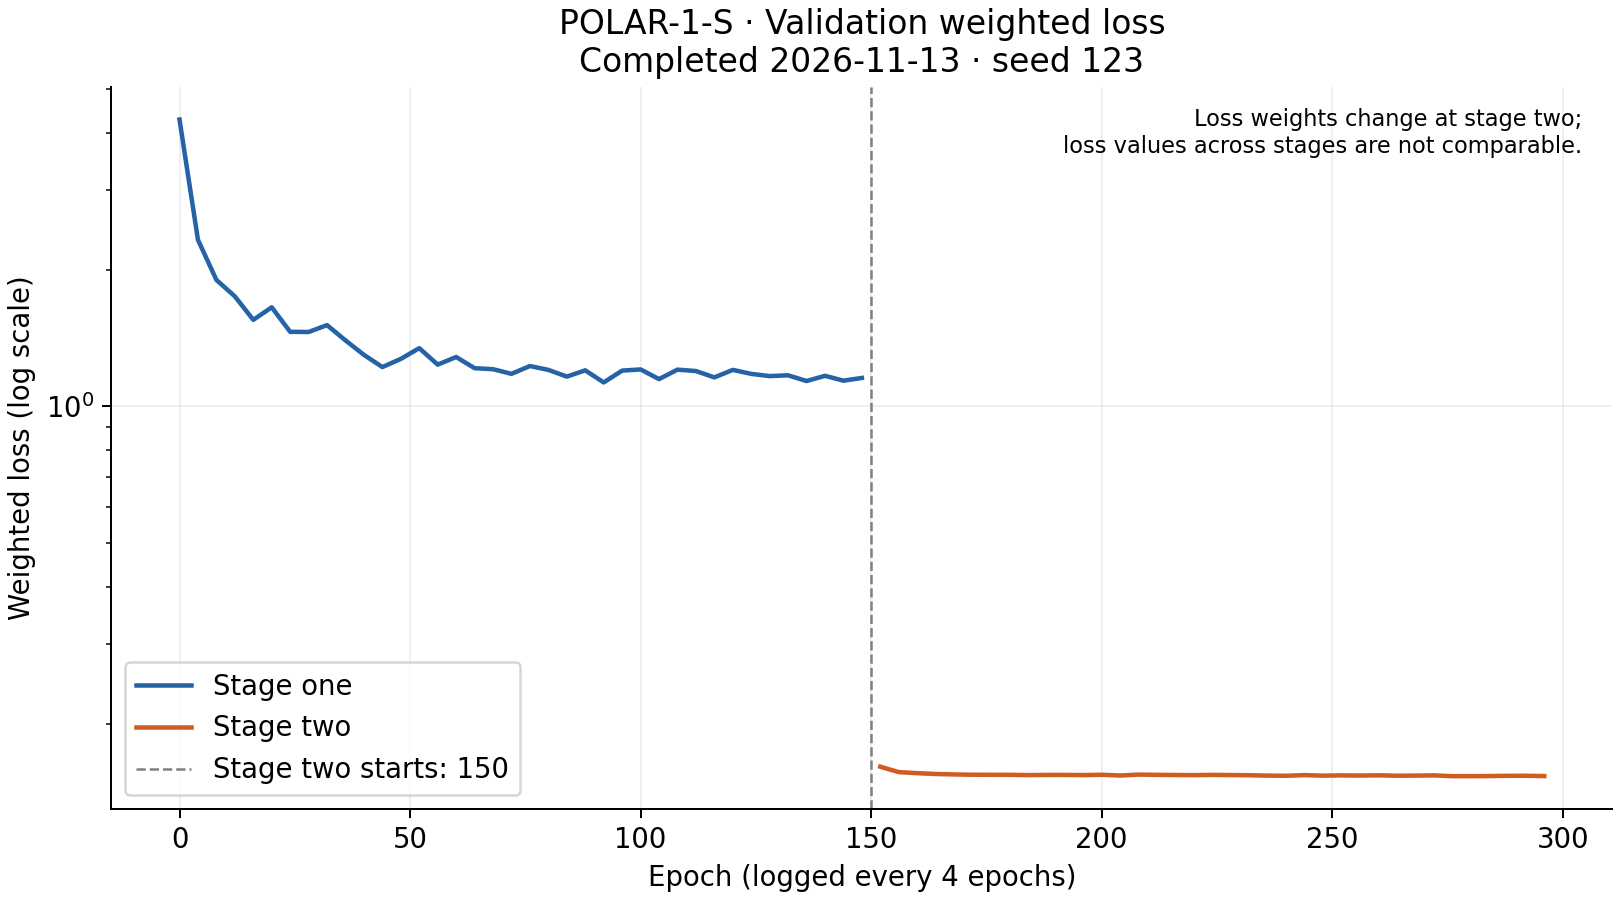 POLAR-1-S · Validation weighted loss
Completed 2026-11-13 · seed 123
Loss weights change at stage two;
loss values across stages are not comparable.
Weighted loss (log scale)
10⁰
Stage one
Stage two
Stage two starts: 150
0 50 100 150 200 250 300
Epoch (logged every 4 epochs)